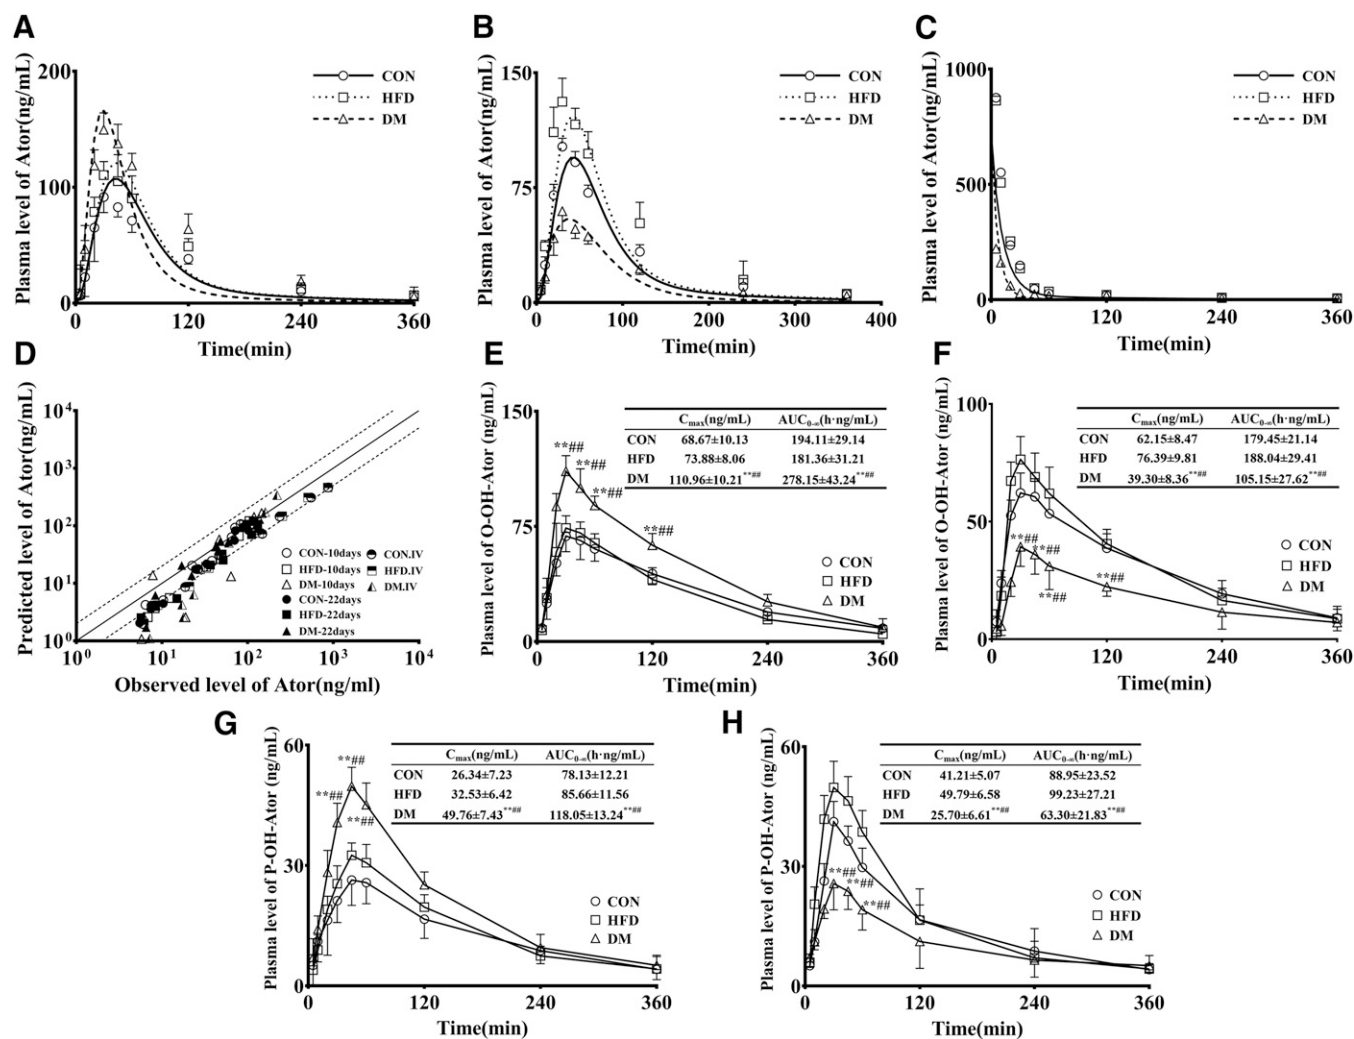 A
Plasma level of Ator(ng/mL)
200
100
0
0 120 240 360
Time(min)
CON
HFD
DM
B
Plasma level of Ator(ng/mL)
150
75
0
0 100 200 300 400
Time(min)
CON
HFD
DM
C
Plasma level of Ator(ng/mL)
1000
500
0
0 120 240 360
Time(min)
CON
HFD
DM
D
Predicted level of Ator(ng/mL)
10⁴
10³
10²
10¹
10⁰
10⁰ 10¹ 10² 10³ 10⁴
Observed level of Ator(ng/ml)
CON-10days CON.IV
HFD-10days HFD.IV
DM-10days DM.IV
CON-22days
HFD-22days
DM-22days
E
Plasma level of O-OH-Ator (ng/mL)
150
75
0
0 120 240 360
Time(min)
Cmax(ng/mL) AUC0-∞(h·ng/mL)
CON 68.67±10.13 194.11±29.14
HFD 73.88±8.06 181.36±31.21
DM 110.96±10.21**## 278.15±43.24**##
**##
**##
**##
**##
CON
HFD
DM
F
Plasma level of O-OH-Ator (ng/mL)
100
50
0
0 120 240 360
Time(min)
Cmax(ng/mL) AUC0-∞(h·ng/mL)
CON 62.15±8.47 179.45±21.14
HFD 76.39±9.81 188.04±29.41
DM 39.30±8.36**## 105.15±27.62**##
**##
**##
**##
**##
CON
HFD
DM
G
Plasma level of P-OH-Ator (ng/mL)
60
30
0
0 120 240 360
Time(min)
Cmax(ng/mL) AUC0-∞(h·ng/mL)
CON 26.34±7.23 78.13±12.21
HFD 32.53±6.42 85.66±11.56
DM 49.76±7.43**## 118.05±13.24**##
**##
**##
**##
CON
HFD
DM
H
Plasma level of P-OH-Ator (ng/mL)
60
30
0
0 120 240 360
Time(min)
Cmax(ng/mL) AUC0-∞(h·ng/mL)
CON 41.21±5.07 88.95±23.52
HFD 49.79±6.58 99.23±27.21
DM 25.70±6.61**## 63.30±21.83**##
**##
**##
**##
CON
HFD
DM